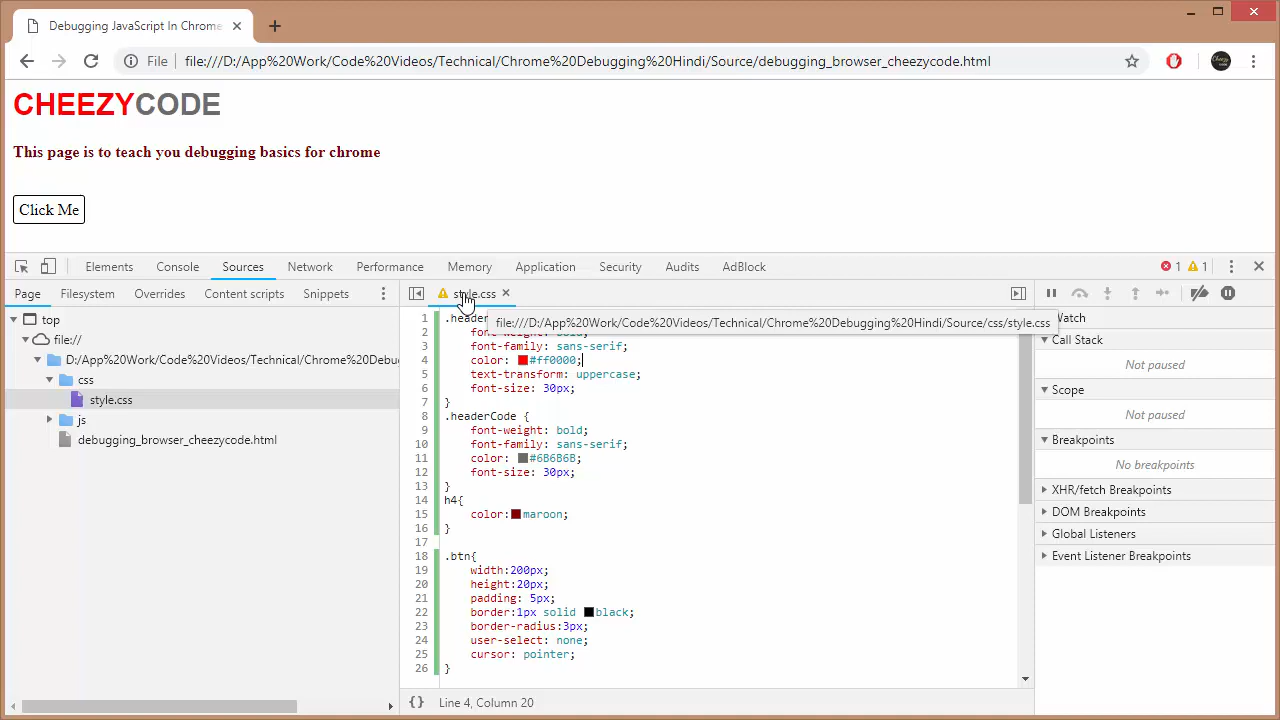 Debugging JavaScript In Chrome
File file:///D:/App%20Work/Code%20Videos/Technical/Chrome%20Debugging%20Hindi/Source/debugging_browser_cheezycode.html
CHEEZYCODE
This page is to teach you debugging basics for chrome
Click Me
Elements Console Sources Network Performance Memory Application Security Audits AdBlock 1 1
Page Filesystem Overrides Content scripts Snippets style.css
file:///D:/App%20Work/Code%20Videos/Technical/Chrome%20Debugging%20Hindi/Source/css/style.css
top
file://
D:/App%20Work/Code%20Videos/Technical/Chrome%20Debu
css
style.css
js
debugging_browser_cheezycode.html
1 .heade
2
3 font-family: sans-serif;
4 color: #ff0000;
5 text-transform: uppercase;
6 font-size: 30px;
7 }
8 .headerCode {
9 font-weight: bold;
10 font-family: sans-serif;
11 color: #6B6B6B;
12 font-size: 30px;
13 }
14 h4{
15 color: maroon;
16 }
17
18 .btn{
19 width:200px;
20 height:20px;
21 padding: 5px;
22 border:1px solid black;
23 border-radius:3px;
24 user-select: none;
25 cursor: pointer;
26 }
{} Line 4, Column 20
Watch
Call Stack
Not paused
Scope
Not paused
Breakpoints
No breakpoints
XHR/fetch Breakpoints
DOM Breakpoints
Global Listeners
Event Listener Breakpoints